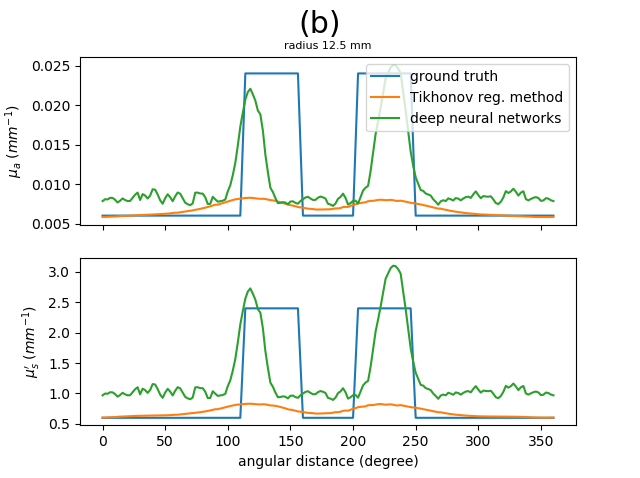 (b)
radius 12.5 mm
ground truth
Tikhonov reg. method
deep neural networks
μa (mm−1)
0.025
0.020
0.015
0.010
0.005
μ′s (mm−1)
3.0
2.5
2.0
1.5
1.0
0.5
0 50 100 150 200 250 300 350
angular distance (degree)